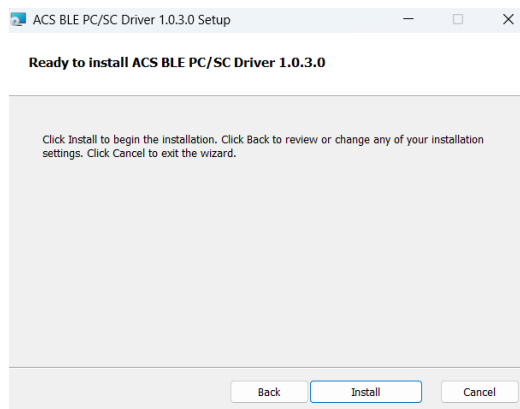 ACS BLE PC/SC Driver 1.0.3.0 Setup
Ready to install ACS BLE PC/SC Driver 1.0.3.0
Click Install to begin the installation. Click Back to review or change any of your installation
settings. Click Cancel to exit the wizard.
Back Install Cancel